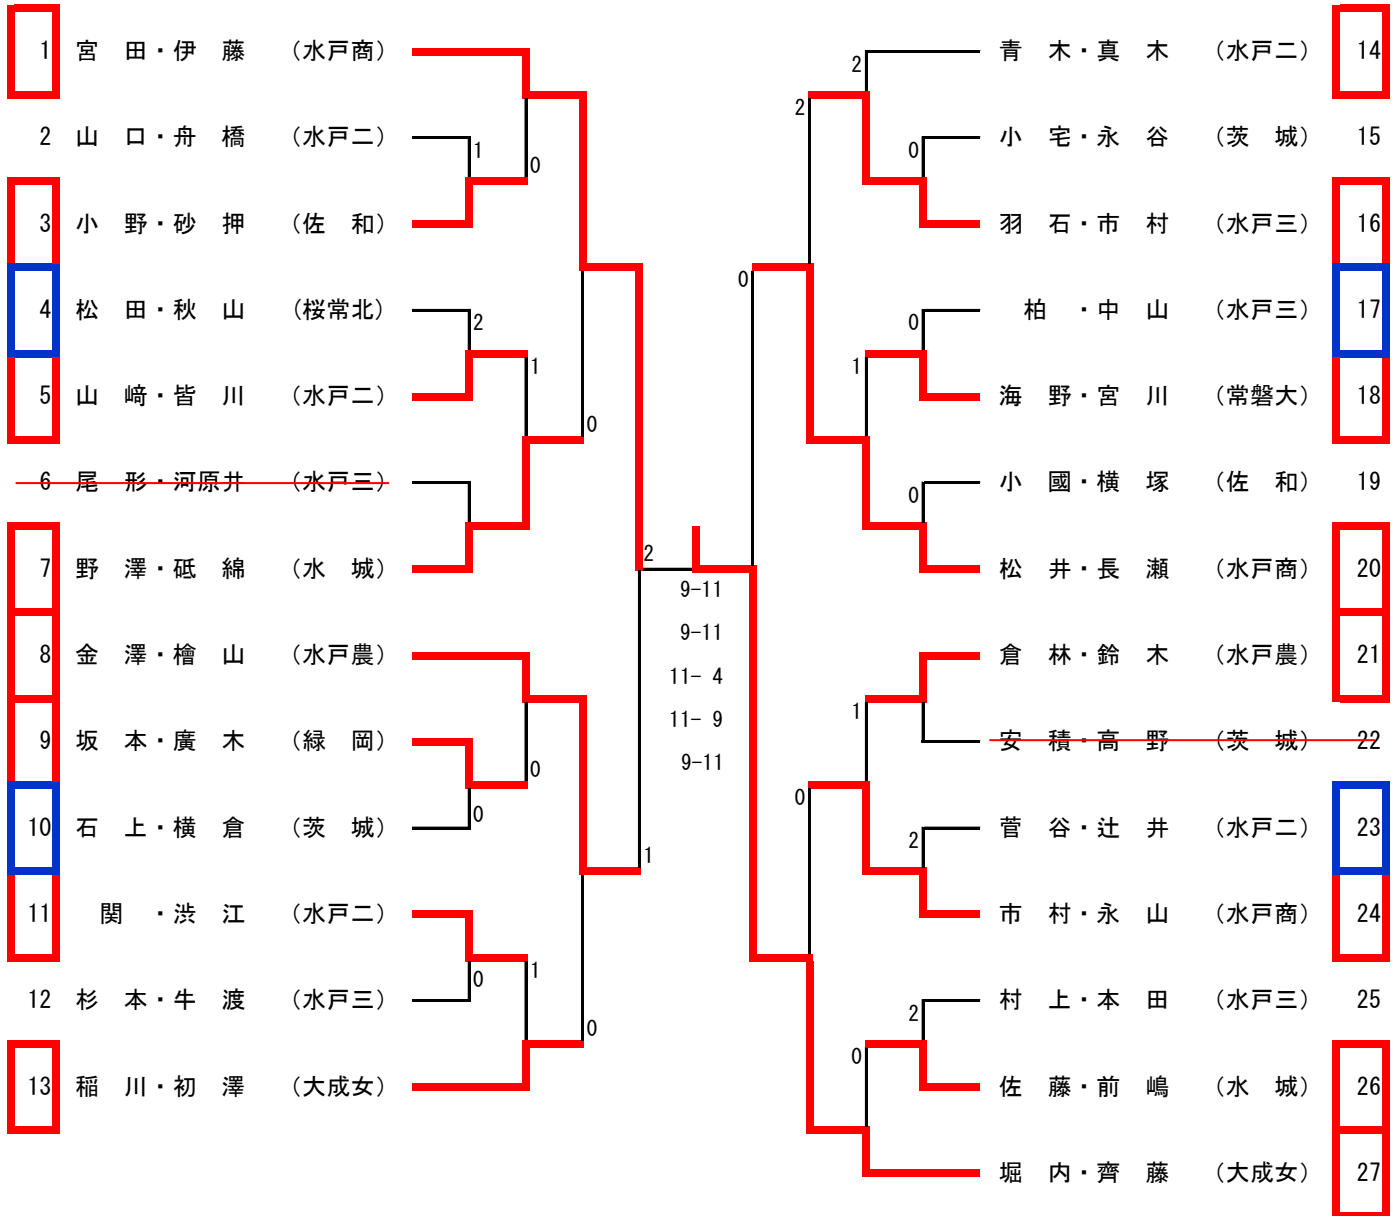 1 宮 田・伊 藤 （水戸商）
2 山 口・舟 橋 （水戸二）
1
0
3 小 野・砂 押 （佐 和）
4 松 田・秋 山 （桜常北）
2
1
5 山 﨑・皆 川 （水戸二）
0
6 尾 形・河原井 （水戸三）
7 野 澤・砥 綿 （水 城）
2
8 金 澤・檜 山 （水戸農）
9 坂 本・廣 木 （緑 岡）
0
0
10 石 上・横 倉 （茨 城）
1
11 関 ・渋 江 （水戸二）
0
1
12 杉 本・牛 渡 （水戸三）
0
13 稲 川・初 澤 （大成女）
9-11
9-11
11- 4
11- 9
9-11
青 木・真 木 （水戸二） 14
2
2
小 宅・永 谷 （茨 城） 15
0
羽 石・市 村 （水戸三） 16
0
柏 ・中 山 （水戸三） 17
0
1
海 野・宮 川 （常磐大） 18
小 國・横 塚 （佐 和） 19
0
松 井・長 瀬 （水戸商） 20
倉 林・鈴 木 （水戸農） 21
1
安 積・高 野 （茨 城） 22
0
菅 谷・辻 井 （水戸二） 23
2
市 村・永 山 （水戸商） 24
村 上・本 田 （水戸三） 25
2
0
佐 藤・前 嶋 （水 城） 26
堀 内・齊 藤 （大成女） 27